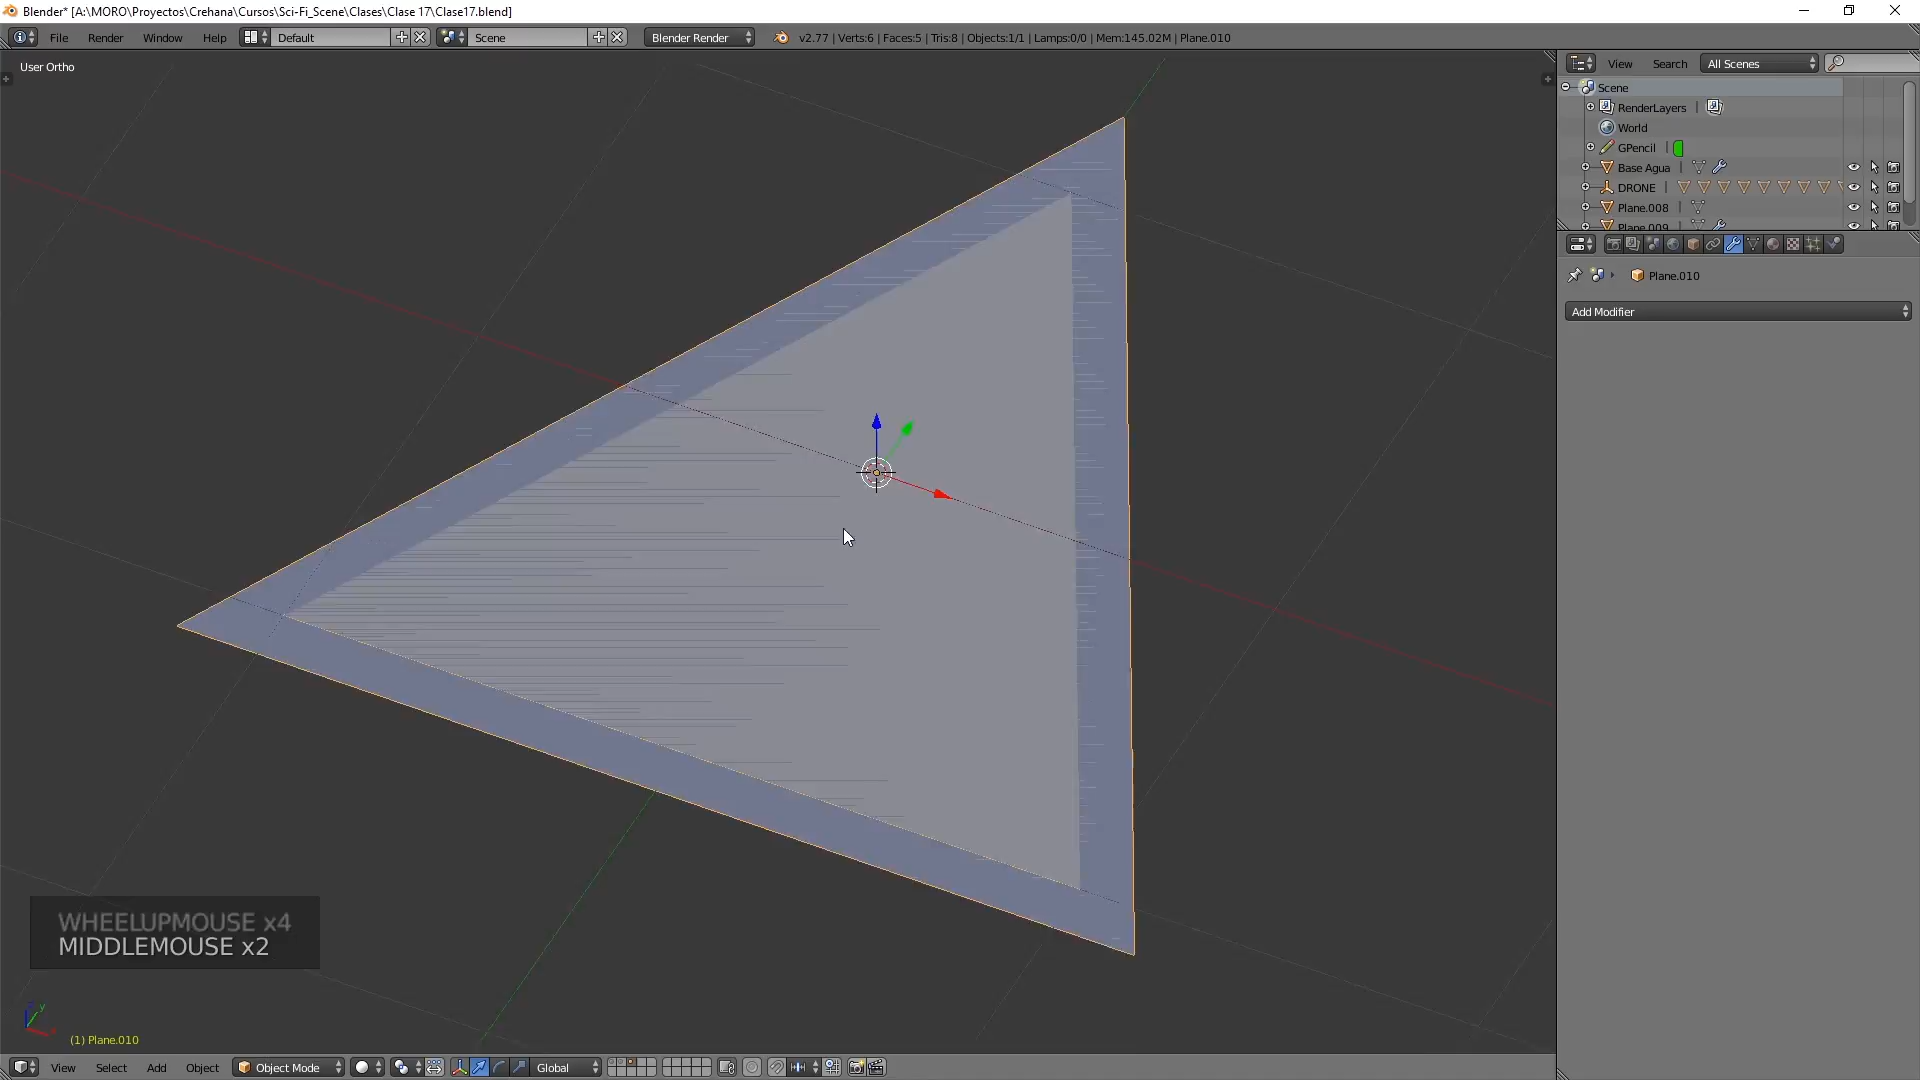 Blender* [A:\MORO\Proyectos\Crehana\Cursos\Sci-Fi_Scene\Clases\Clase 17\Clase17.blend]
File Render Window Help Default Scene Blender Render v2.77 | Verts:6 | Faces:5 | Tris:8 | Objects:1/1 | Lamps:0/0 | Mem:145.02M | Plane.010
User Ortho
View Search All Scenes
Scene
RenderLayers
World
GPencil
Base Agua
DRONE
Plane.008
Plane.009
Plane.010
Add Modifier
WHEELUPMOUSE x4
MIDDLEMOUSE x2
y
(1) Plane.010
View Select Add Object Object Mode Global